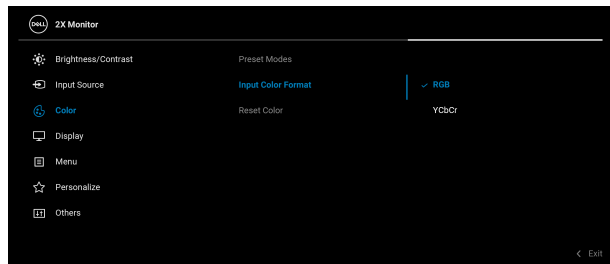 DELL 2X Monitor
Brightness/Contrast Preset Modes
Input Source Input Color Format RGB
Color Reset Color YCbCr
Display
Menu
Personalize
Others
Exit